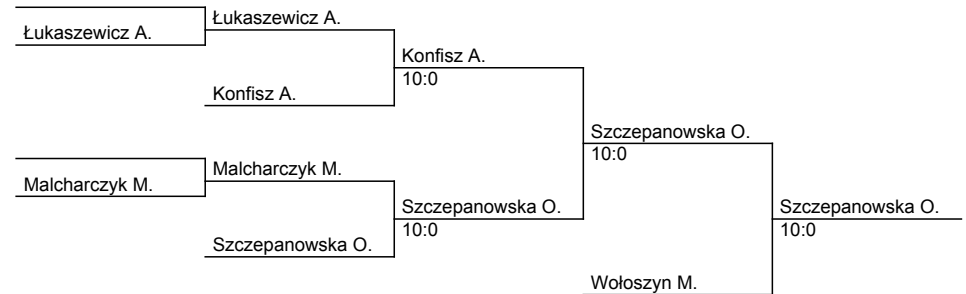 Łukaszewicz A.
Łukaszewicz A.
Konfisz A.
10:0
Konfisz A.
Szczepanowska O.
10:0
Malcharczyk M.
Malcharczyk M.
Szczepanowska O.
10:0
Szczepanowska O.
10:0
Szczepanowska O.
Wołoszyn M.